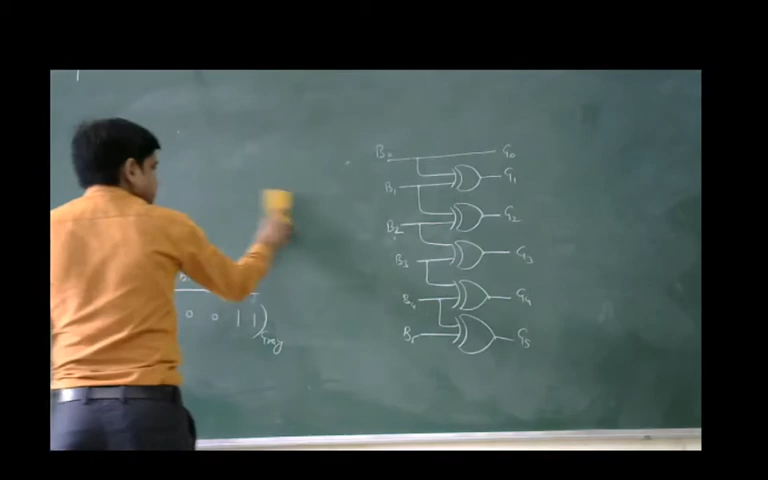 B₀ G₀
B₁ G₁
B₂ G₂
B₃ G₃
B₄ G₄
B₅ G₅
0 0 1 1)Gray